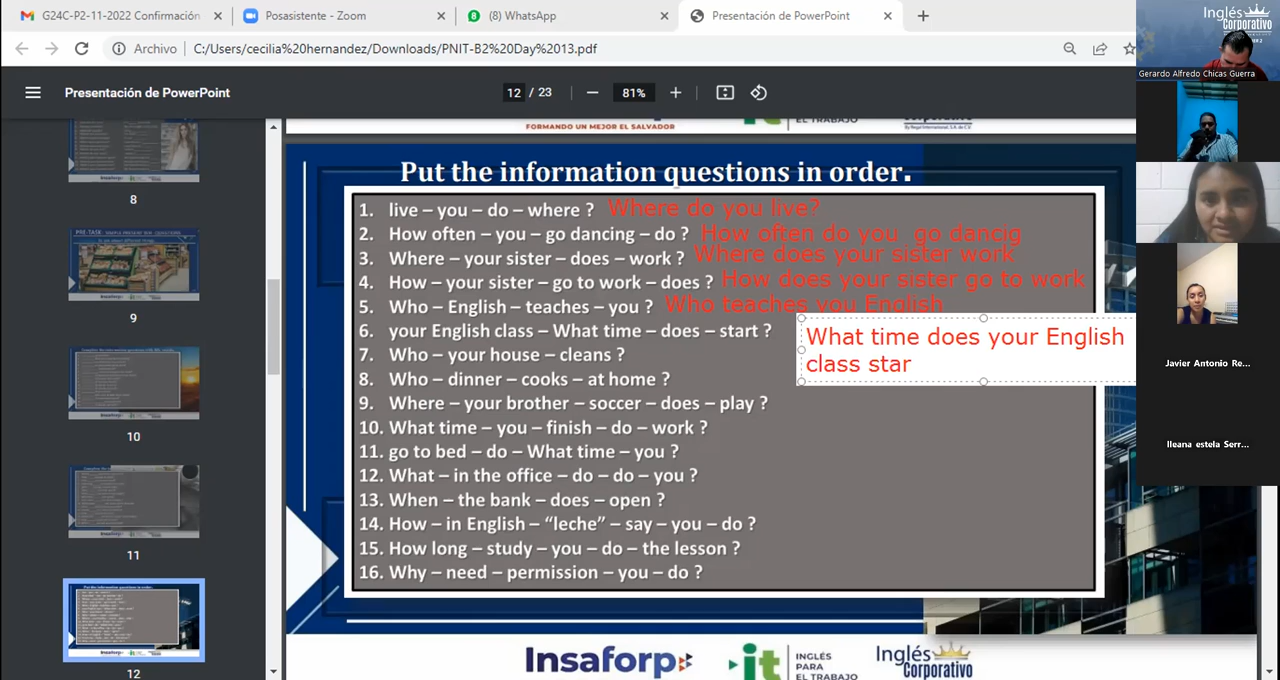 G24C-P2-11-2022 Confirmación
Posasistente - Zoom
(8) WhatsApp
Presentación de PowerPoint
Archivo C:/Users/cecilia%20hernandez/Downloads/PNIT-B2%20Day%2013.pdf
Presentación de PowerPoint 12 / 23 81%
8
9
10
11
12
FORMANDO UN MEJOR EL SALVADOR
EL TRABAJO
Put the information questions in order.
1. live – you – do – where ? Where do you live?
2. How often – you – go dancing – do ? How often do you go dancig
3. Where – your sister – does – work ? Where does your sister work
4. How – your sister – go to work – does ? How does your sister go to work
5. Who – English – teaches – you ? Who teaches you English
6. your English class – What time – does – start ? What time does your English
class star
7. Who – your house – cleans ?
8. Who – dinner – cooks – at home ?
9. Where – your brother – soccer – does – play ?
10. What time – you – finish – do – work ?
11. go to bed – do – What time – you ?
12. What – in the office – do – do – you ?
13. When – the bank – does – open ?
14. How – in English – “leche” – say – you – do ?
15. How long – study – you – do – the lesson ?
16. Why – need – permission – you – do ?
Insaforp
it
INGLÉS
PARA
EL TRABAJO
Inglés
Corporativo
Inglés
Corporativo
Gerardo Alfredo Chicas Guerra
Javier Antonio Re...
Ileana estela Serr...